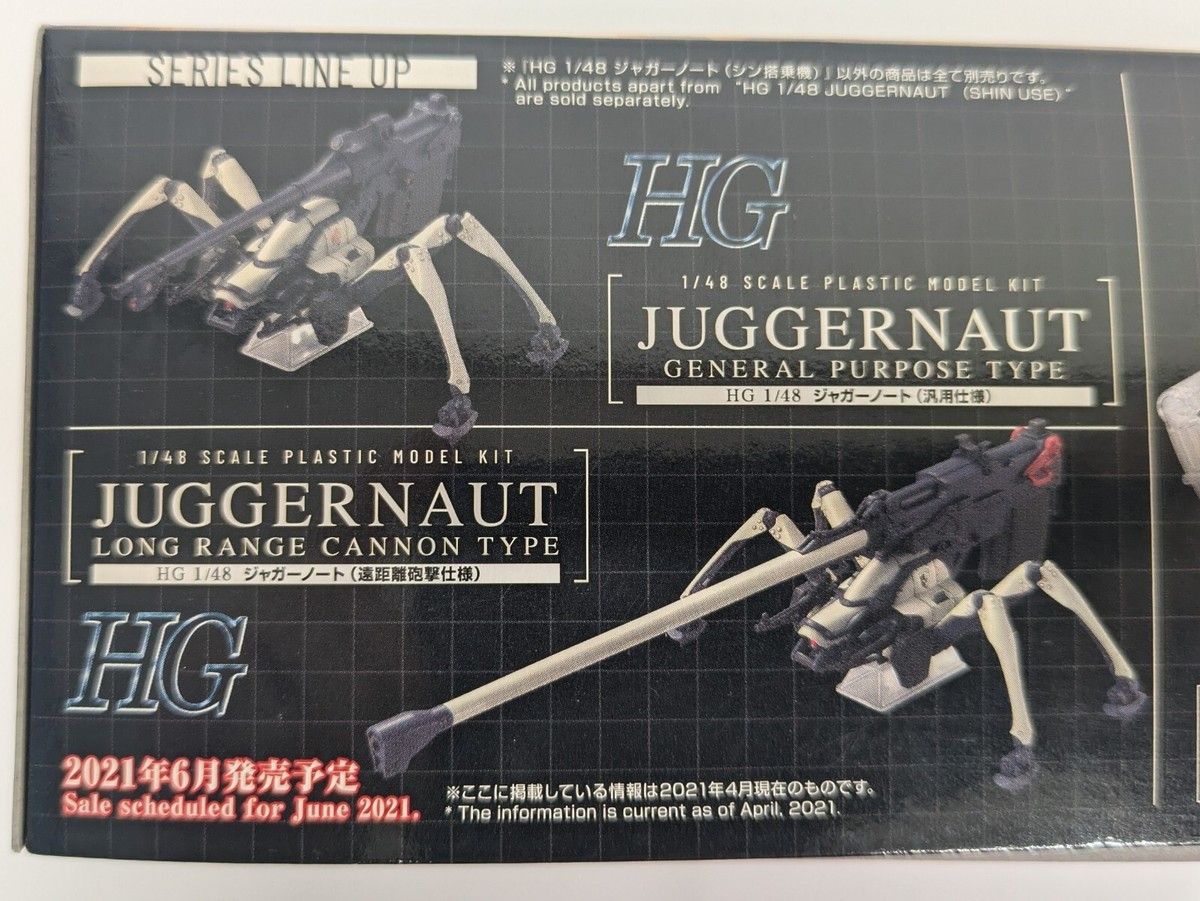 SERIES LINE UP
※『HG 1/48 ジャガーノート（シン搭乗機）』以外の商品は全て別売りです。
* All products apart from “HG 1/48 JUGGERNAUT （SHIN USE）“
are sold separately.
HG
1/48 SCALE PLASTIC MODEL KIT
JUGGERNAUT
GENERAL PURPOSE TYPE
HG 1/48 ジャガーノート（汎用仕様）
1/48 SCALE PLASTIC MODEL KIT
JUGGERNAUT
LONG RANGE CANNON TYPE
HG 1/48 ジャガーノート（遠距離砲撃仕様）
HG
2021年6月発売予定
Sale scheduled for June 2021.
※ここに掲載している情報は2021年4月現在のものです。
* The information is current as of April, 2021.